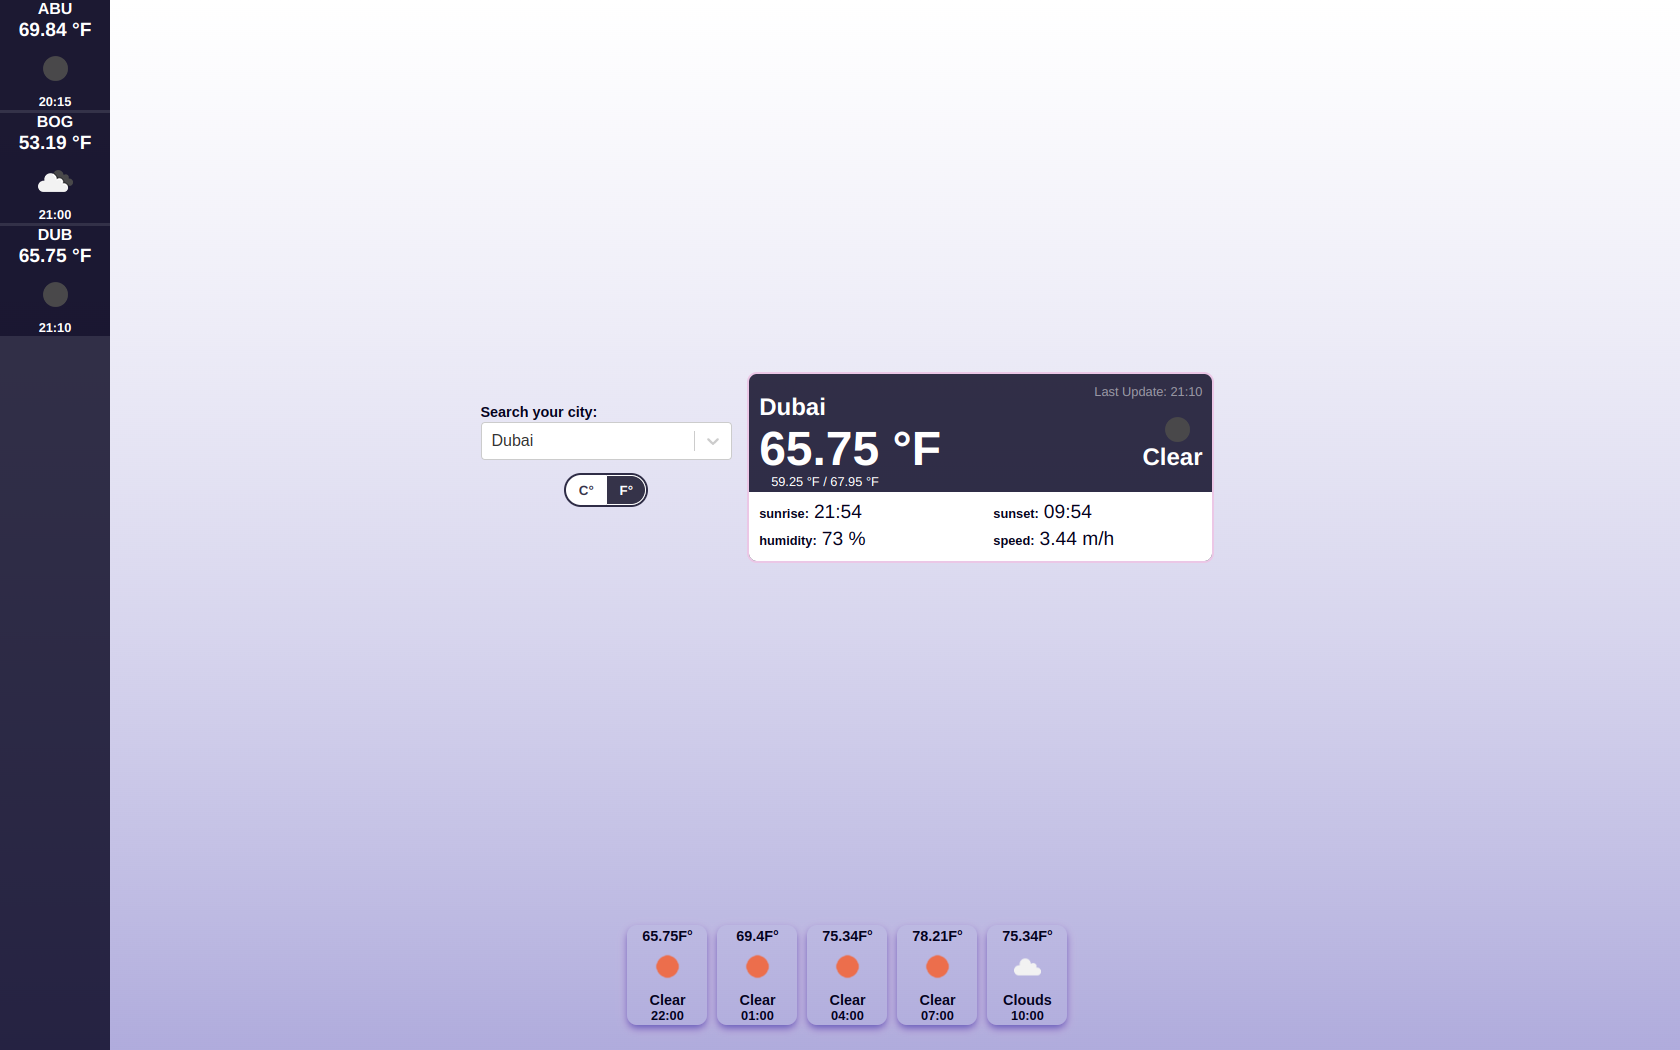 ABU
69.84 °F
20:15
BOG
53.19 °F
21:00
DUB
65.75 °F
21:10
Search your city:
Dubai
C° F°
Last Update: 21:10
Dubai
65.75 °F
Clear
59.25 °F / 67.95 °F
sunrise: 21:54 sunset: 09:54
humidity: 73 % speed: 3.44 m/h
65.75F° 69.4F° 75.34F° 78.21F° 75.34F°
Clear Clear Clear Clear Clouds
22:00 01:00 04:00 07:00 10:00